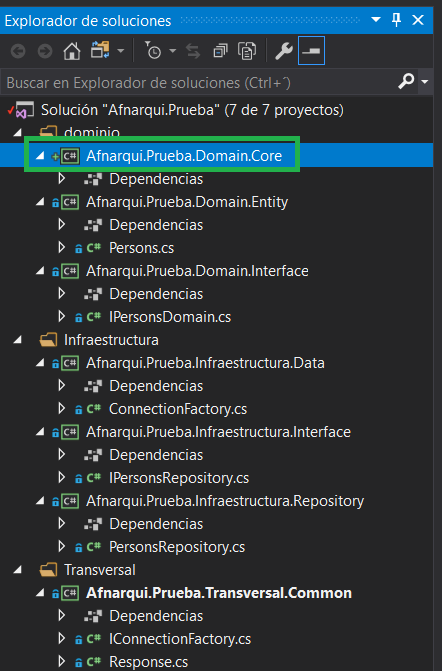 Explorador de soluciones
Buscar en Explorador de soluciones (Ctrl+´)
Solución "Afnarqui.Prueba" (7 de 7 proyectos)
dominio
C# Afnarqui.Prueba.Domain.Core
Dependencias
C# Afnarqui.Prueba.Domain.Entity
Dependencias
C# Persons.cs
C# Afnarqui.Prueba.Domain.Interface
Dependencias
C# IPersonsDomain.cs
Infraestructura
C# Afnarqui.Prueba.Infraestructura.Data
Dependencias
C# ConnectionFactory.cs
C# Afnarqui.Prueba.Infraestructura.Interface
Dependencias
C# IPersonsRepository.cs
C# Afnarqui.Prueba.Infraestructura.Repository
Dependencias
C# PersonsRepository.cs
Transversal
C# Afnarqui.Prueba.Transversal.Common
Dependencias
C# IConnectionFactory.cs
C# Response.cs